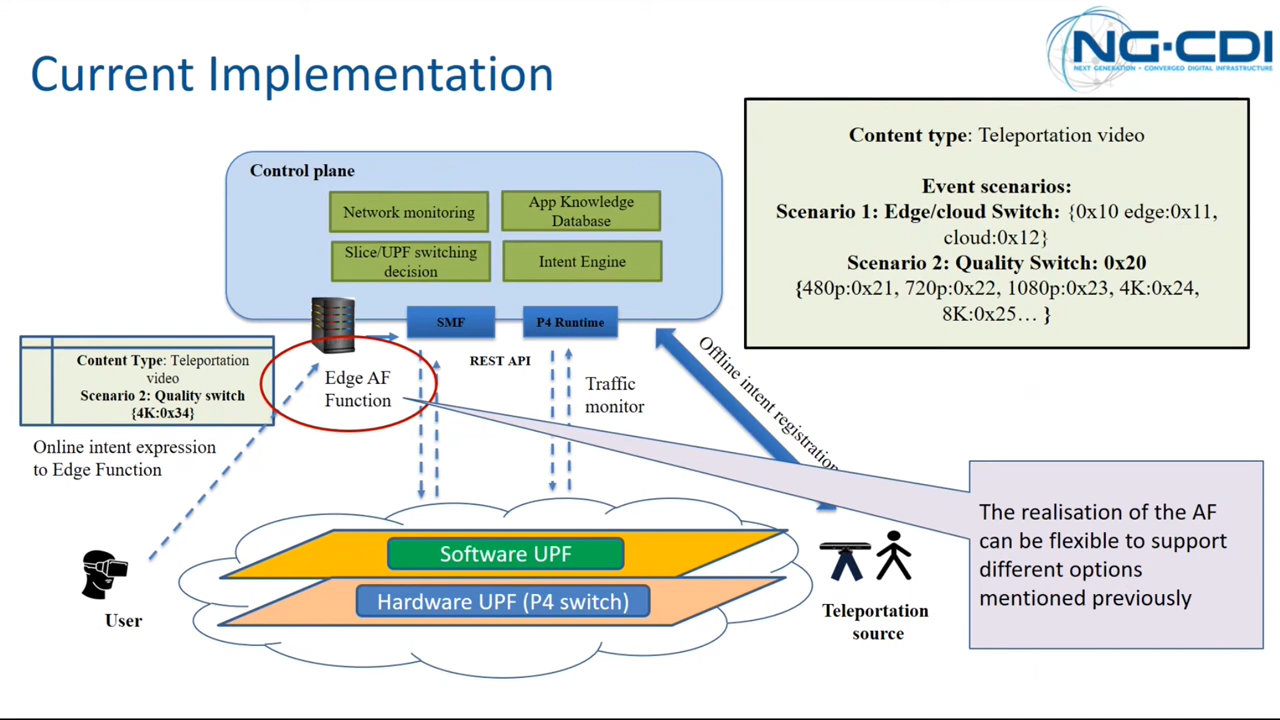 Current Implementation
NG-CDI
NEXT GENERATION • CONVERGED DIGITAL INFRASTRUCTURE
Content type: Teleportation video
Event scenarios:
Scenario 1: Edge/cloud Switch: {0x10 edge:0x11,
cloud:0x12}
Scenario 2: Quality Switch: 0x20
{480p:0x21, 720p:0x22, 1080p:0x23, 4K:0x24,
8K:0x25… }
Control plane
Network monitoring
App Knowledge
Database
Slice/UPF switching
decision
Intent Engine
SMF
P4 Runtime
REST API
Content Type: Teleportation
video
Scenario 2: Quality switch
{4K:0x34}
Edge AF
Function
Traffic
monitor
Offline intent registration
Online intent expression
to Edge Function
The realisation of the AF
can be flexible to support
different options
mentioned previously
Software UPF
Hardware UPF (P4 switch)
User
Teleportation
source